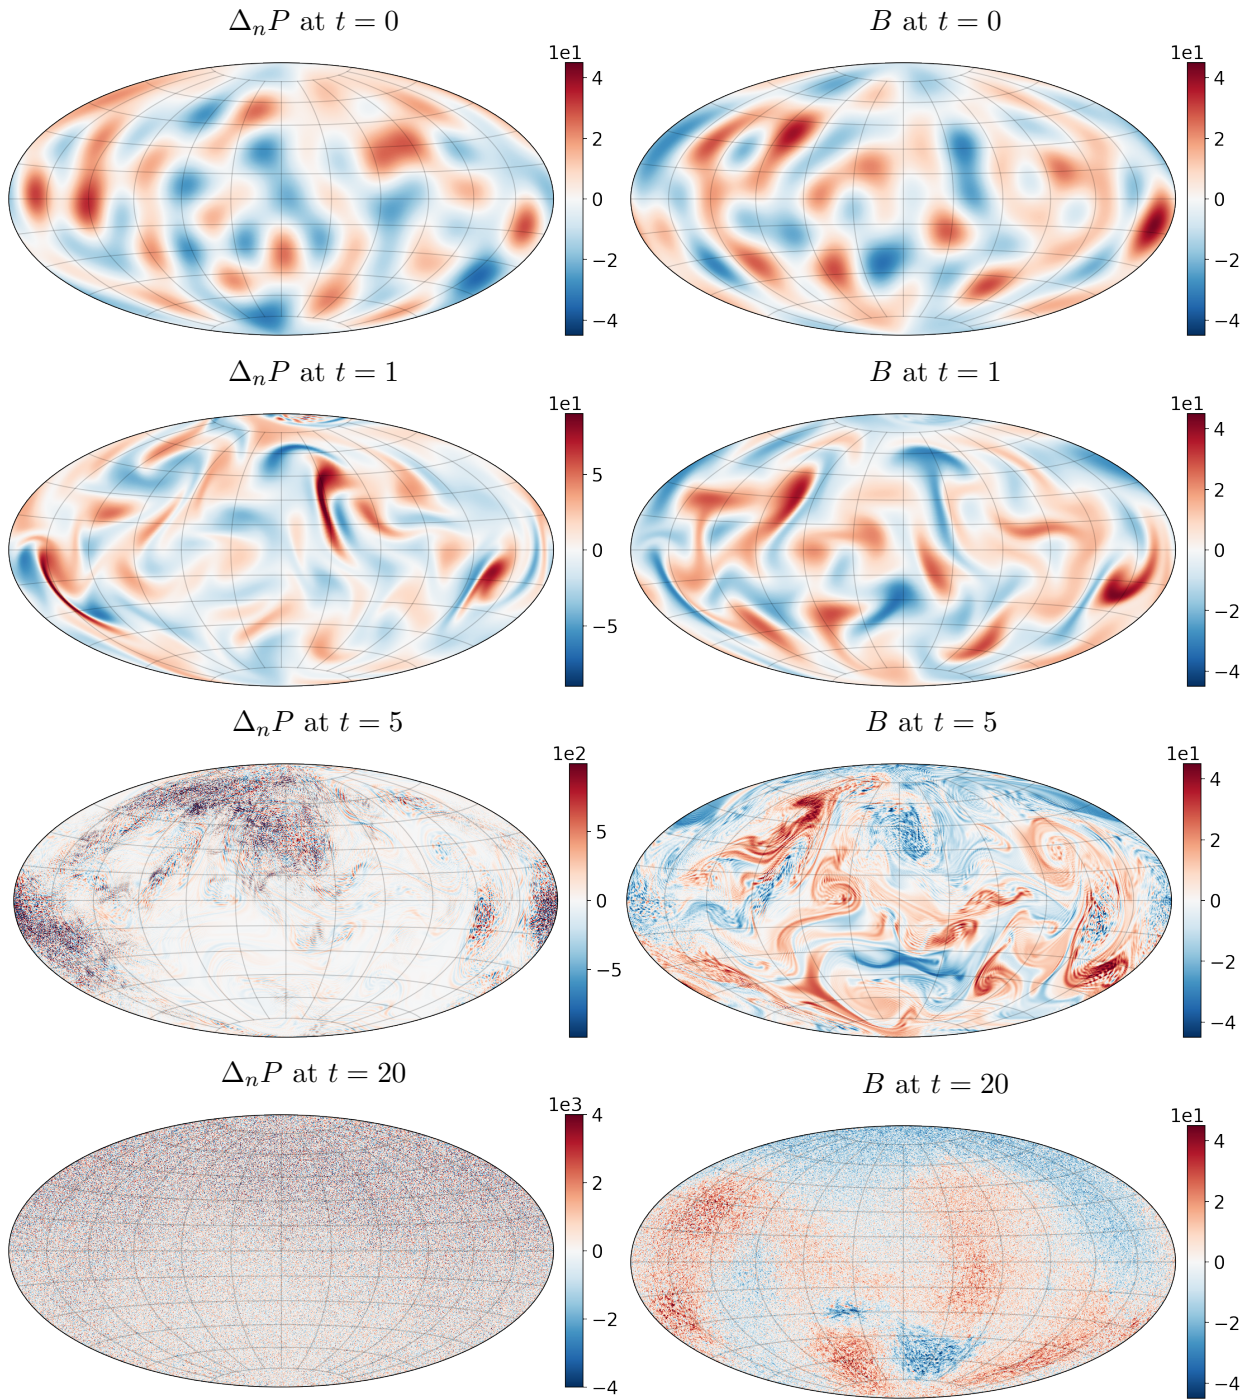 ΔₙP at t = 0
B at t = 0
1e1
4
2
0
−2
−4
1e1
4
2
0
−2
−4
ΔₙP at t = 1
B at t = 1
1e1
5
0
−5
1e1
4
2
0
−2
−4
ΔₙP at t = 5
B at t = 5
1e2
5
0
−5
1e1
4
2
0
−2
−4
ΔₙP at t = 20
B at t = 20
1e3
4
2
0
−2
−4
1e1
4
2
0
−2
−4